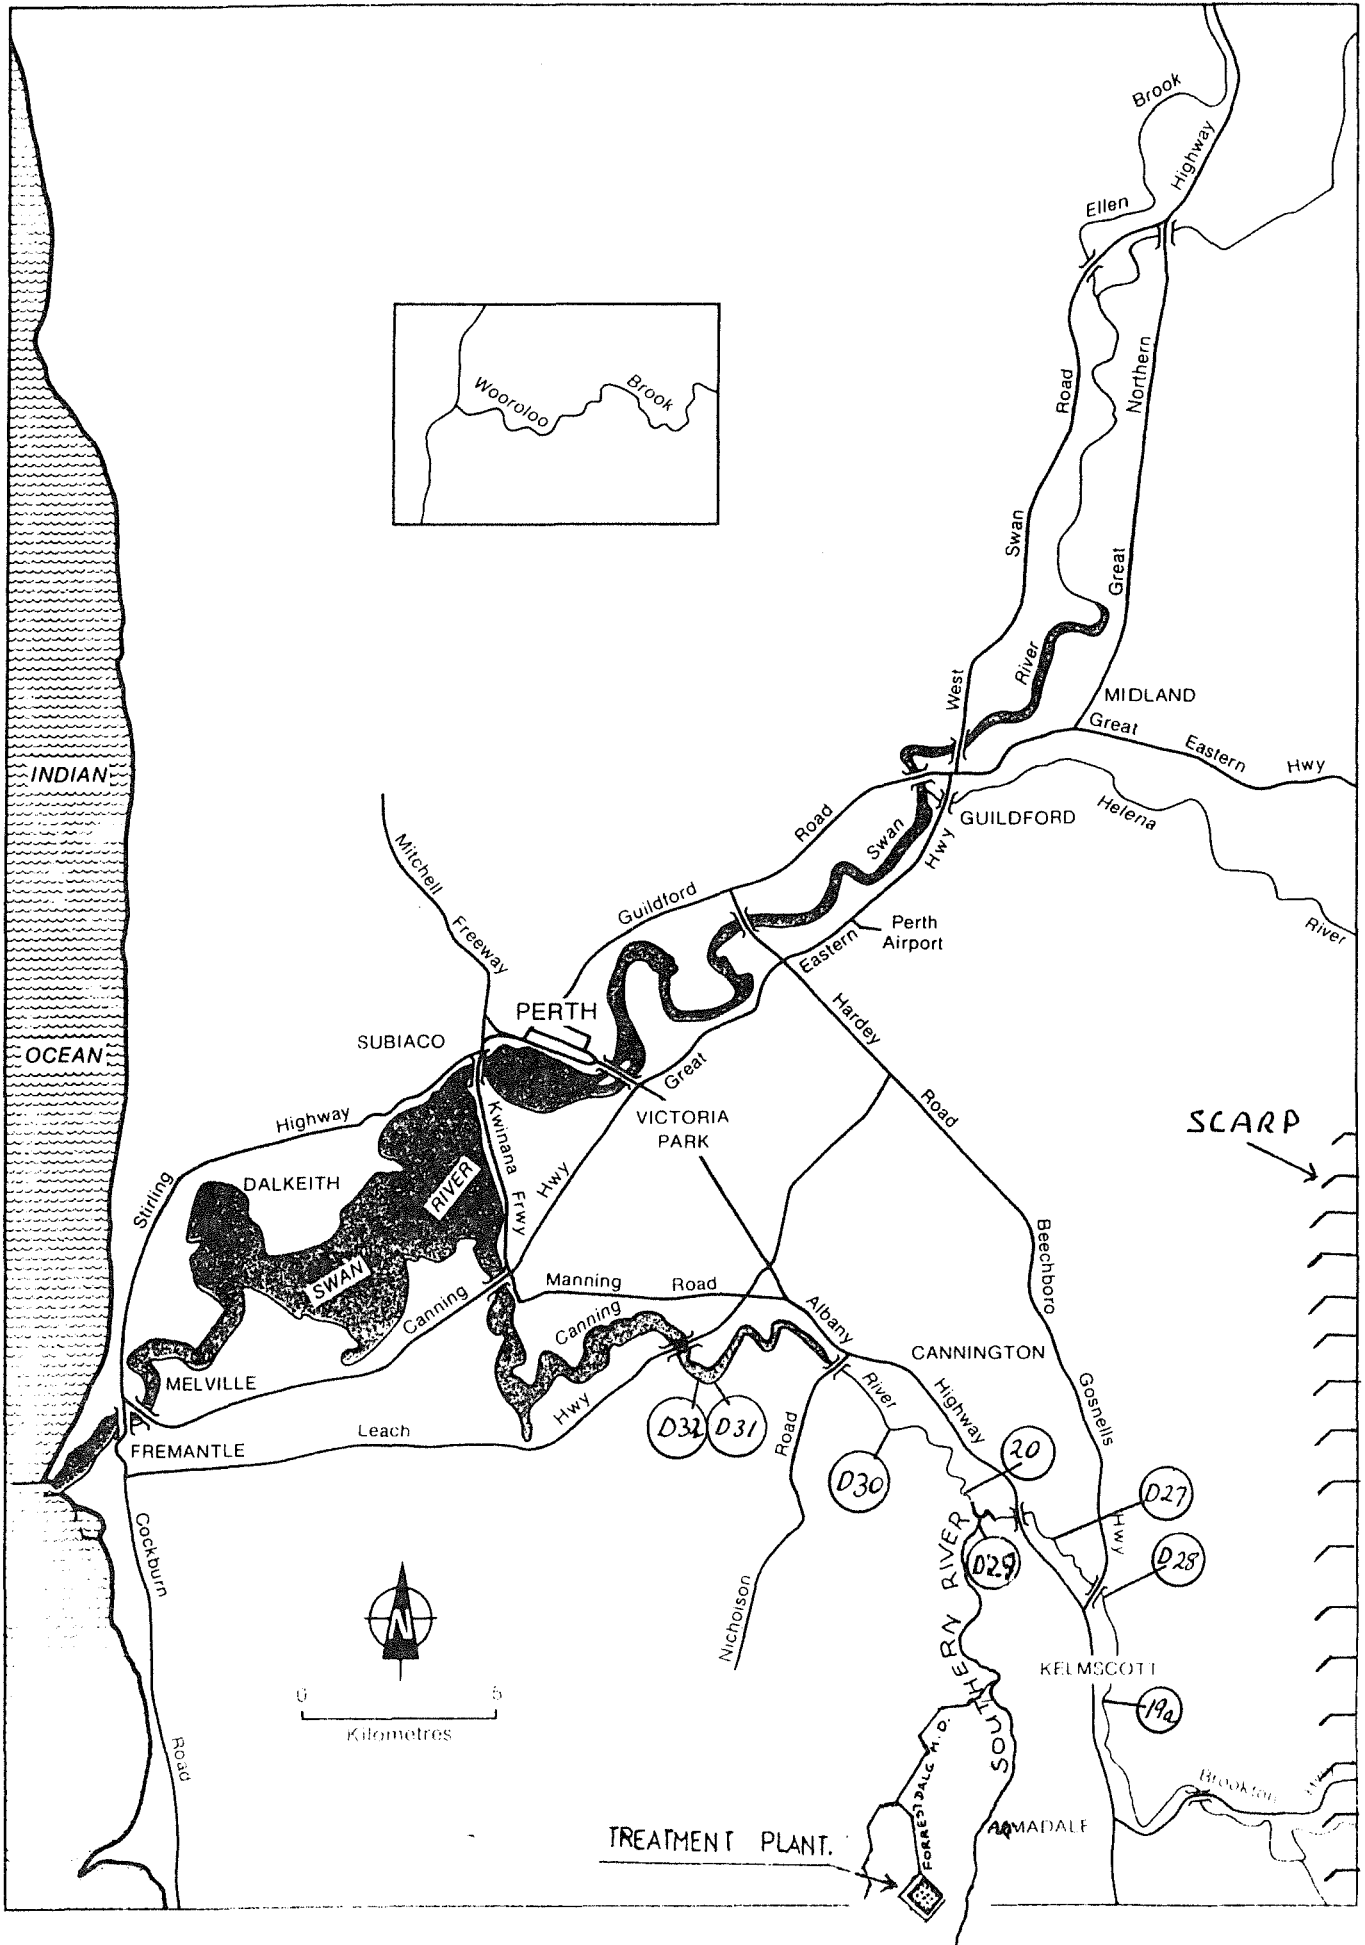 Brook
Highway
Ellen
Northern
Road
Wooroloo
Brook
Swan
Great
River
West
MIDLAND
Great
Eastern
Hwy
INDIAN
GUILDFORD
Helena
Road
Swan
Hwy
Mitchell
Guildford
River
Freeway
Perth
Airport
Eastern
PERTH
Hardey
SUBIACO
OCEAN
Great
Highway
Kwinana
VICTORIA
PARK
Road
SCARP
DALKEITH
RIVER
Hwy
Stirling
Frwy
Beechboro
SWAN
Manning
Road
Canning
Canning
Albany
CANNINGTON
MELVILLE
River
Highway
Gosnells
Hwy
D32
D31
Road
Leach
FREMANTLE
20
D30
D27
Hwy
Cockburn
D29
D28
SOUTHERN RIVER
N
Nicholson
KELMSCOTT
0
5
19a
Kilometres
FORRESTDALE M.D.
Road
Brookton
Hwy
ARMADALE
TREATMENT PLANT.